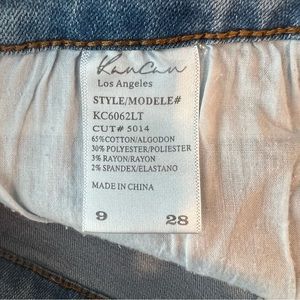 KanCan
Los Angeles
STYLE/MODELE#
KC6062LT
CUT# 5014
65%COTTON/ALGODON
30%POLYESTER/POLIESTER
3%RAYON/RAYON
2%SPANDEX/ELASTANO
MADE IN CHINA
9 28